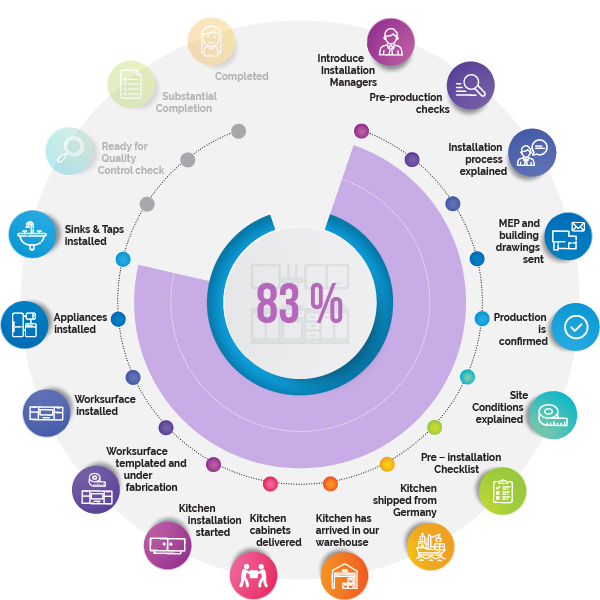 Introduce
Installation
Managers
Pre-production
checks
Installation
process
explained
MEP and
building
drawings
sent
Production
is
confirmed
Site
Conditions
explained
Pre – installation
Checklist
Kitchen
shipped from
Germany
Kitchen has
arrived in our
warehouse
Kitchen
cabinets
delivered
Kitchen
installation
started
Worksurface
templated and
under
fabrication
Worksurface
installed
Appliances
installed
Sinks & Taps
installed
Ready for
Quality
Control check
Substantial
Completion
Completed
83 %